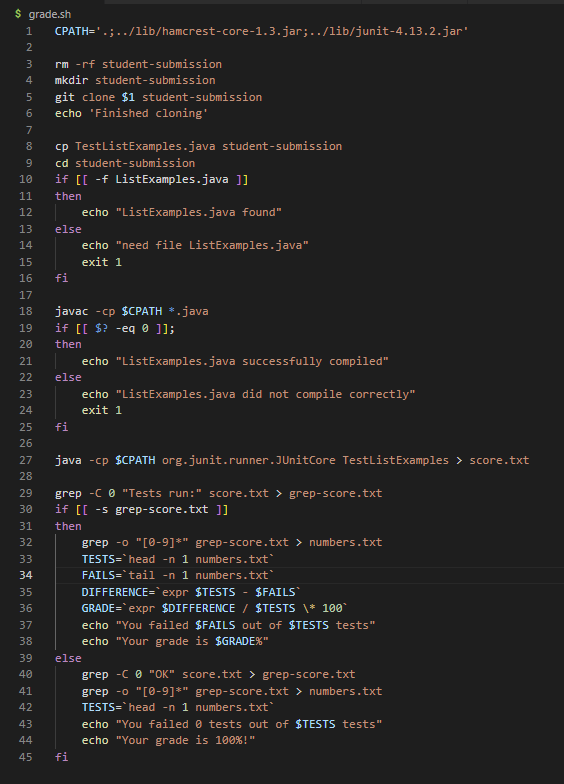 $ grade.sh
1 CPATH='.;../lib/hamcrest-core-1.3.jar;../lib/junit-4.13.2.jar'
2
3 rm -rf student-submission
4 mkdir student-submission
5 git clone $1 student-submission
6 echo 'Finished cloning'
7
8 cp TestListExamples.java student-submission
9 cd student-submission
10 if [[ -f ListExamples.java ]]
11 then
12     echo "ListExamples.java found"
13 else
14     echo "need file ListExamples.java"
15     exit 1
16 fi
17
18 javac -cp $CPATH *.java
19 if [[ $? -eq 0 ]];
20 then
21     echo "ListExamples.java successfully compiled"
22 else
23     echo "ListExamples.java did not compile correctly"
24     exit 1
25 fi
26
27 java -cp $CPATH org.junit.runner.JUnitCore TestListExamples > score.txt
28
29 grep -C 0 "Tests run:" score.txt > grep-score.txt
30 if [[ -s grep-score.txt ]]
31 then
32     grep -o "[0-9]*" grep-score.txt > numbers.txt
33     TESTS=`head -n 1 numbers.txt`
34     FAILS=`tail -n 1 numbers.txt`
35     DIFFERENCE=`expr $TESTS - $FAILS`
36     GRADE=`expr $DIFFERENCE / $TESTS \* 100`
37     echo "You failed $FAILS out of $TESTS tests"
38     echo "Your grade is $GRADE%"
39 else
40     grep -C 0 "OK" score.txt > grep-score.txt
41     grep -o "[0-9]*" grep-score.txt > numbers.txt
42     TESTS=`head -n 1 numbers.txt`
43     echo "You failed 0 tests out of $TESTS tests"
44     echo "Your grade is 100%!"
45 fi